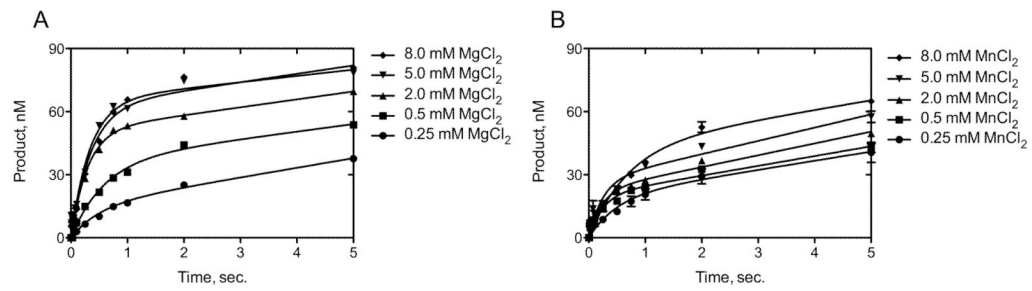 A
90
60
30
0
Product, nM
0 1 2 3 4 5
Time, sec.
8.0 mM MgCl2
5.0 mM MgCl2
2.0 mM MgCl2
0.5 mM MgCl2
0.25 mM MgCl2
B
90
60
30
0
Product, nM
0 1 2 3 4 5
Time, sec.
8.0 mM MnCl2
5.0 mM MnCl2
2.0 mM MnCl2
0.5 mM MnCl2
0.25 mM MnCl2